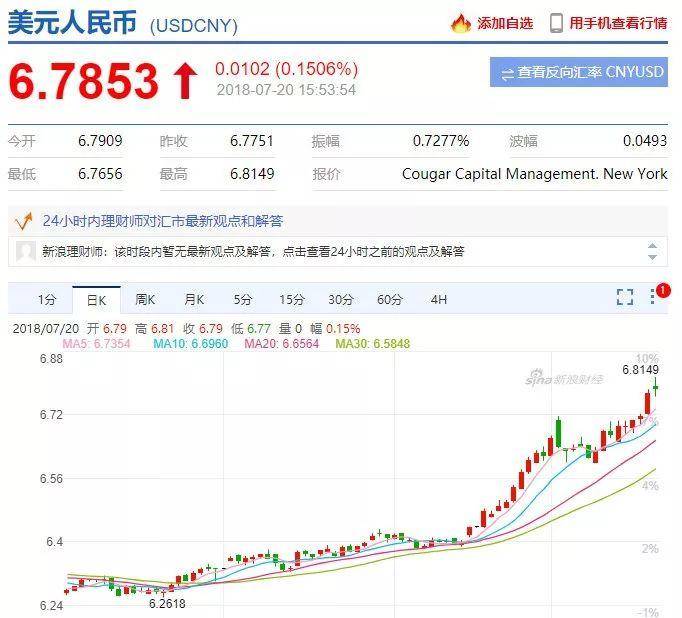 美元人民币 (USDCNY) 添加自选 用手机查看行情
6.7853 0.0102 (0.1506%) 查看反向汇率 CNYUSD
2018-07-20 15:53:54
今开 6.7909 昨收 6.7751 振幅 0.7277% 波幅 0.0493
最低 6.7656 最高 6.8149 报价 Cougar Capital Management. New York
24小时内理财师对汇市最新观点和解答
新浪理财师：该时段内暂无最新观点及解答，点击查看24小时之前的观点及解答
1分 日K 周K 月K 5分 15分 30分 60分 4H 1
2018/07/20 开 6.79 高 6.81 收 6.79 低 6.77 量 0 幅 0.15%
MA5: 6.7354 MA10: 6.6960 MA20: 6.6564 MA30: 6.5848
6.88 10%
sina新浪财经 6.8149
6.72 7%
6.56 4%
6.4 2%
6.24 6.2618 -1%